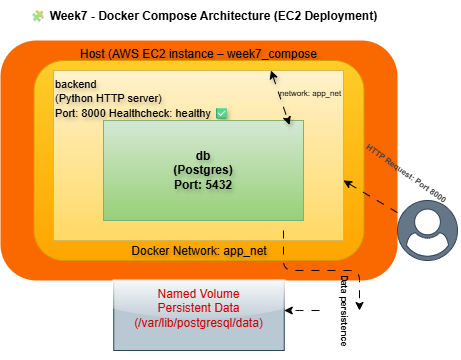 Week7 - Docker Compose Architecture (EC2 Deployment)
Host (AWS EC2 instance – week7_compose
backend
(Python HTTP server)
Port: 8000 Healthcheck: healthy ✅
network: app_net
db
(Postgres)
Port: 5432
HTTP Request: Port 8000
Docker Network: app_net
Data persistence
Named Volume
Persistent Data
(/var/lib/postgresql/data)